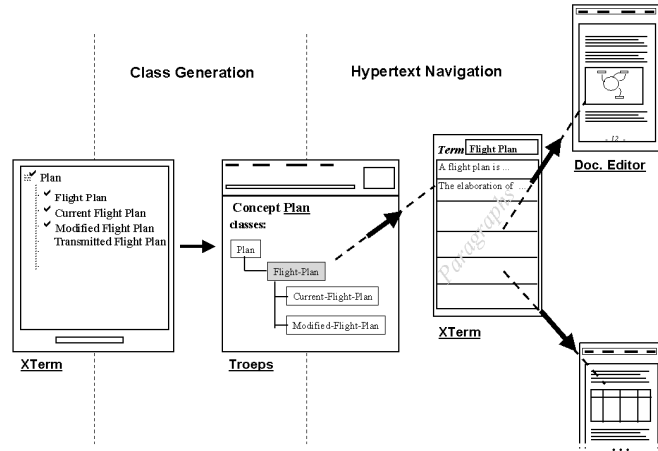 Class Generation
Hypertext Navigation
Plan
Flight Plan
Current Flight Plan
Modified Flight Plan
Transmitted Flight Plan
XTerm
Concept Plan
classes:
Plan
Flight-Plan
Current-Flight-Plan
Modified-Flight-Plan
Troeps
Term Flight Plan
A flight plan is ...
The elaboration of ...
Paragraphs
XTerm
- 12 -
Doc. Editor
...